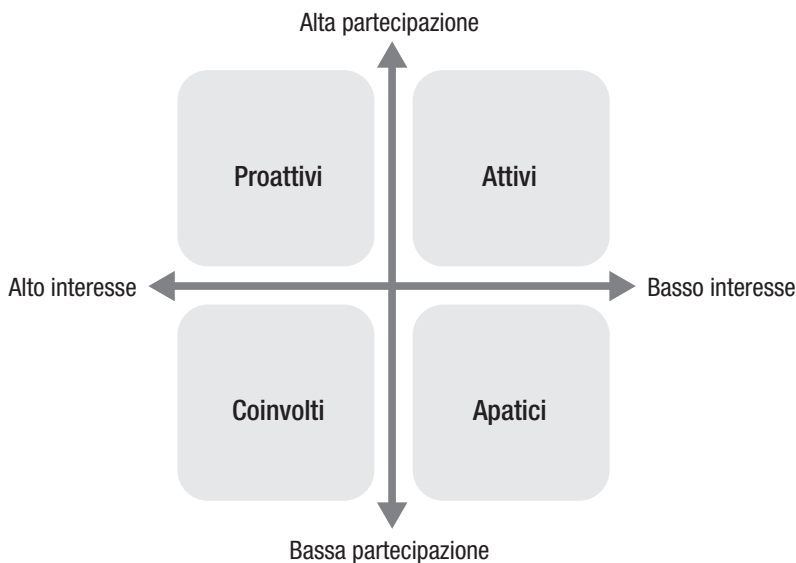 Alta partecipazione
Proattivi
Attivi
Alto interesse
Basso interesse
Coinvolti
Apatici
Bassa partecipazione